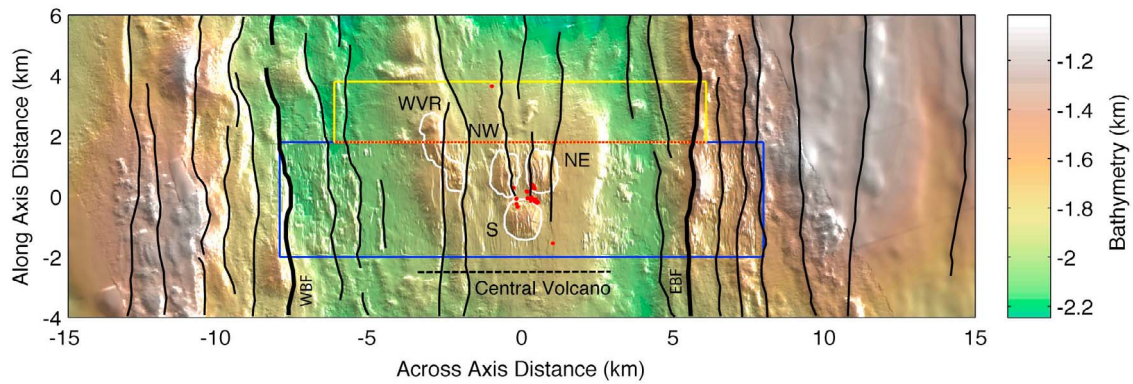 6
4
2
0
-2
-4
Along Axis Distance (km)
WVR
NW
NE
S
WBF
EBF
Central Volcano
-15
-10
-5
0
5
10
15
Across Axis Distance (km)
-1.2
-1.4
-1.6
-1.8
-2
-2.2
Bathymetry (km)